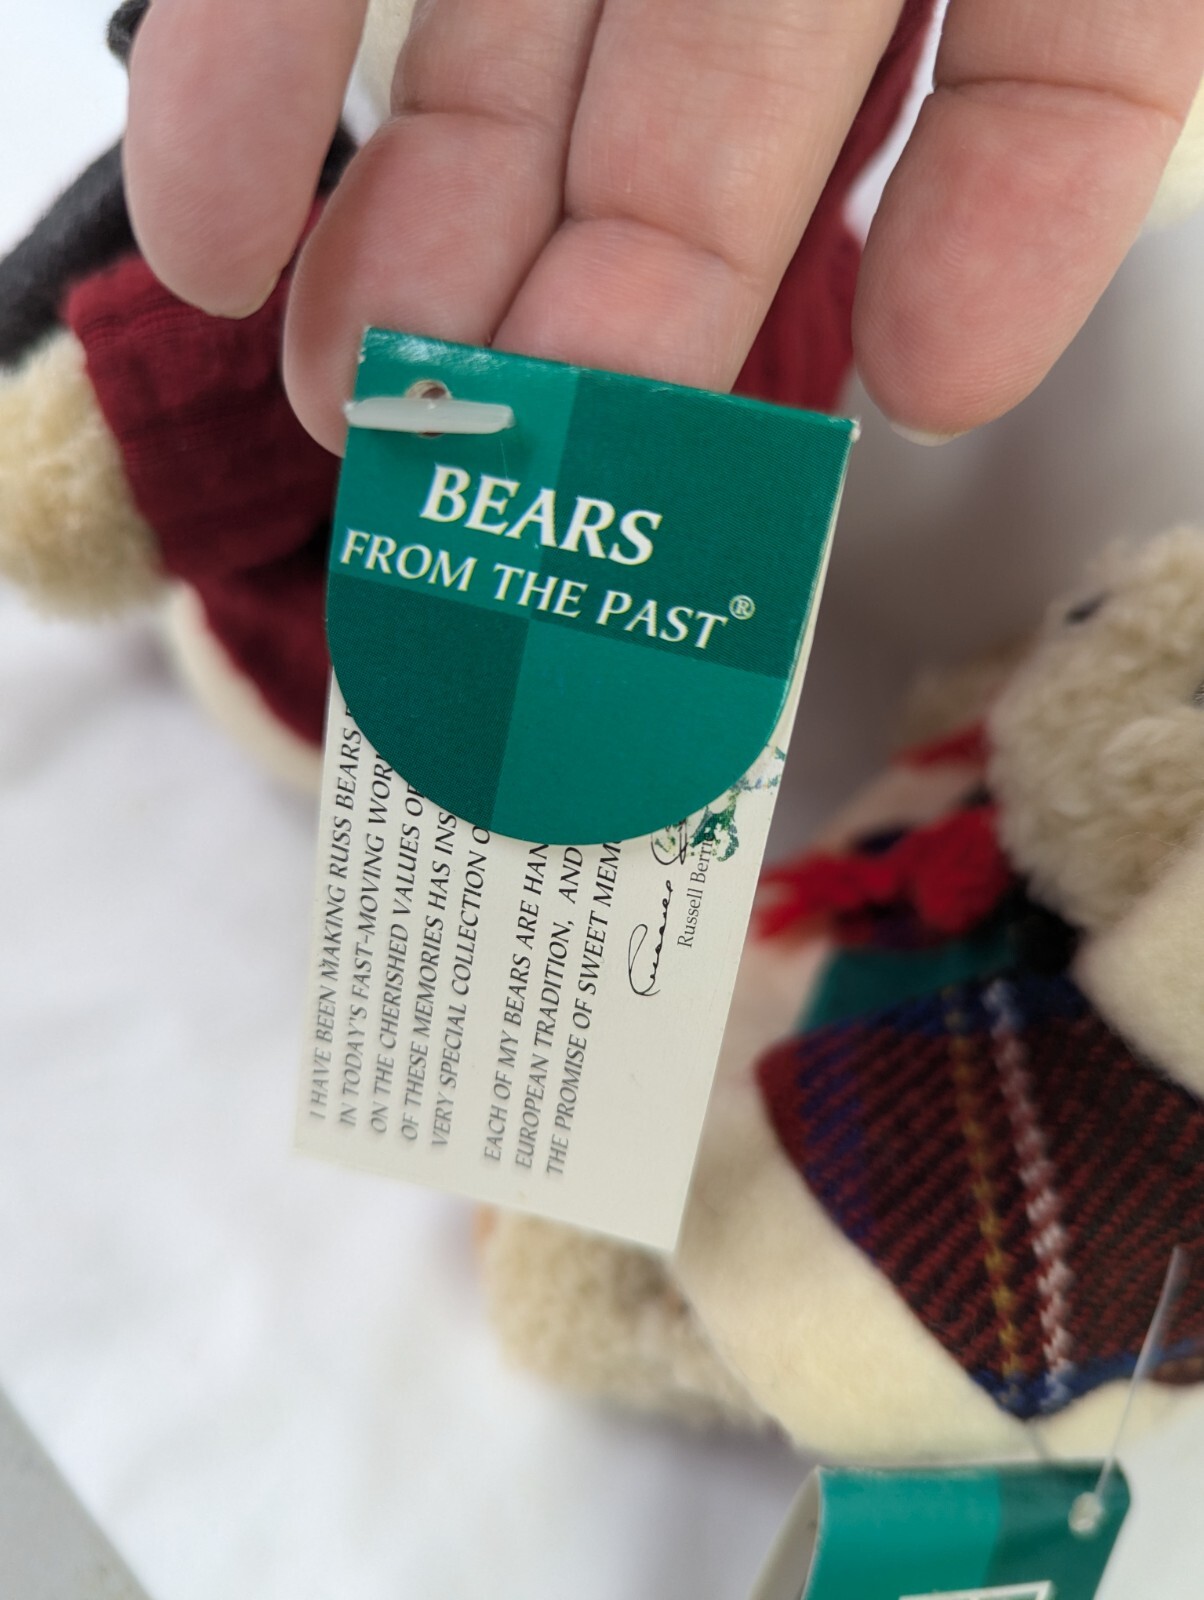 BEARS
FROM THE PAST®
I HAVE BEEN MAKING RUSS BEARS
IN TODAY'S FAST-MOVING WOR
ON THE CHERISHED VALUES OF
OF THESE MEMORIES HAS INS
VERY SPECIAL COLLECTION O
EACH OF MY BEARS ARE HAN
EUROPEAN TRADITION, AND
THE PROMISE OF SWEET MEM
Russell Berrie